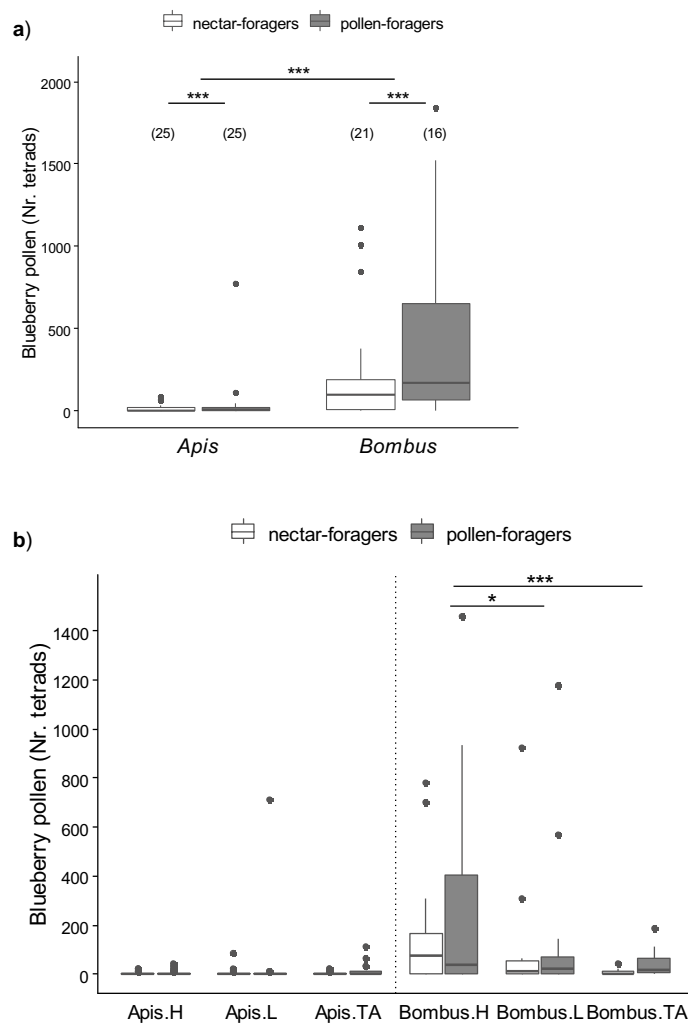 a)
nectar-foragers pollen-foragers
***
*** ***
(25) (25) (21) (16)
2000
1500
1000
500
0
Blueberry pollen (Nr. tetrads)
Apis Bombus
b)
nectar-foragers pollen-foragers
***
*
1400
1200
1000
800
600
400
200
0
Blueberry pollen (Nr. tetrads)
Apis.H Apis.L Apis.TA Bombus.H Bombus.L Bombus.TA